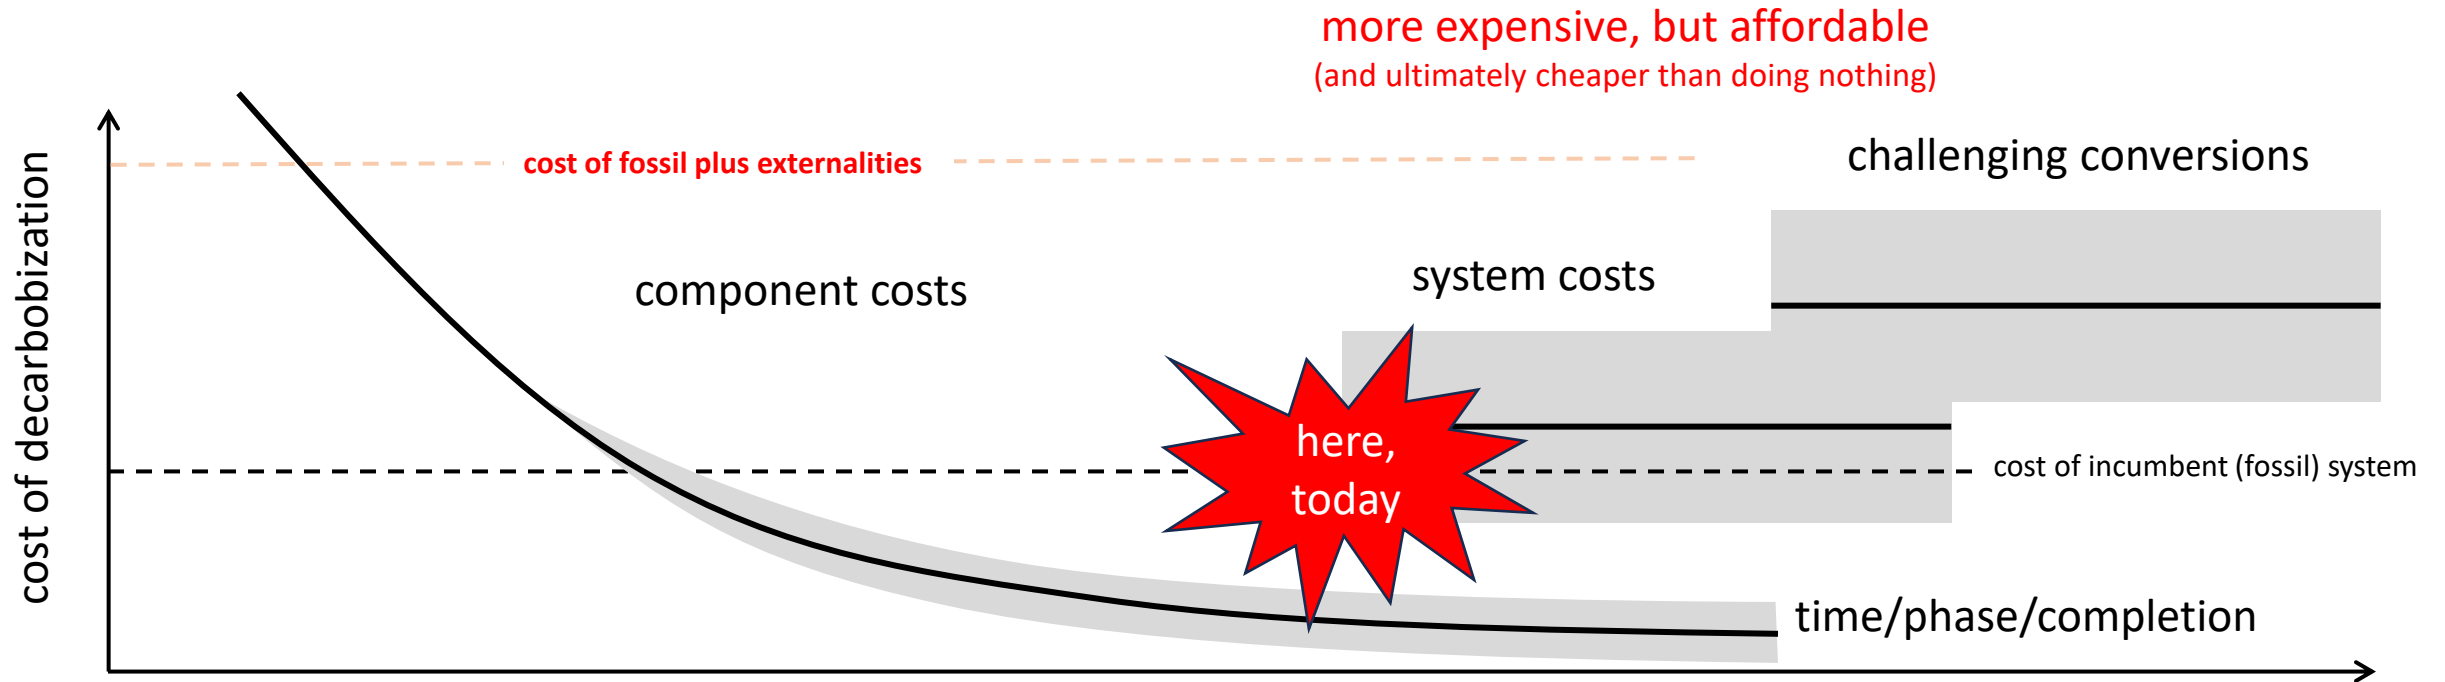 more expensive, but affordable
(and ultimately cheaper than doing nothing)
cost of decarbobization
cost of fossil plus externalities
challenging conversions
component costs
system costs
here,
today
cost of incumbent (fossil) system
time/phase/completion